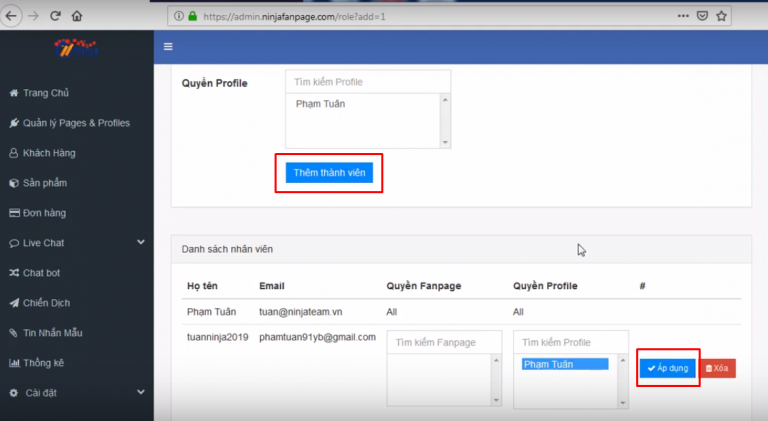 https://admin.ninjafanpage.com/role?add=1
Trang Chủ
Quản lý Pages & Profiles
Khách Hàng
Sản phẩm
Đơn hàng
Live Chat
Chat bot
Chiến Dịch
Tin Nhắn Mẫu
Thống kê
Cài đặt
Quyền Profile
Tìm kiếm Profile
Phạm Tuân
Thêm thành viên
Danh sách nhân viên
Họ tên Email Quyền Fanpage Quyền Profile #
Phạm Tuân tuan@ninjateam.vn All All
tuanninja2019 phamtuan91yb@gmail.com Tìm kiếm Fanpage Tìm kiếm Profile
Phạm Tuân
Áp dụng Xóa